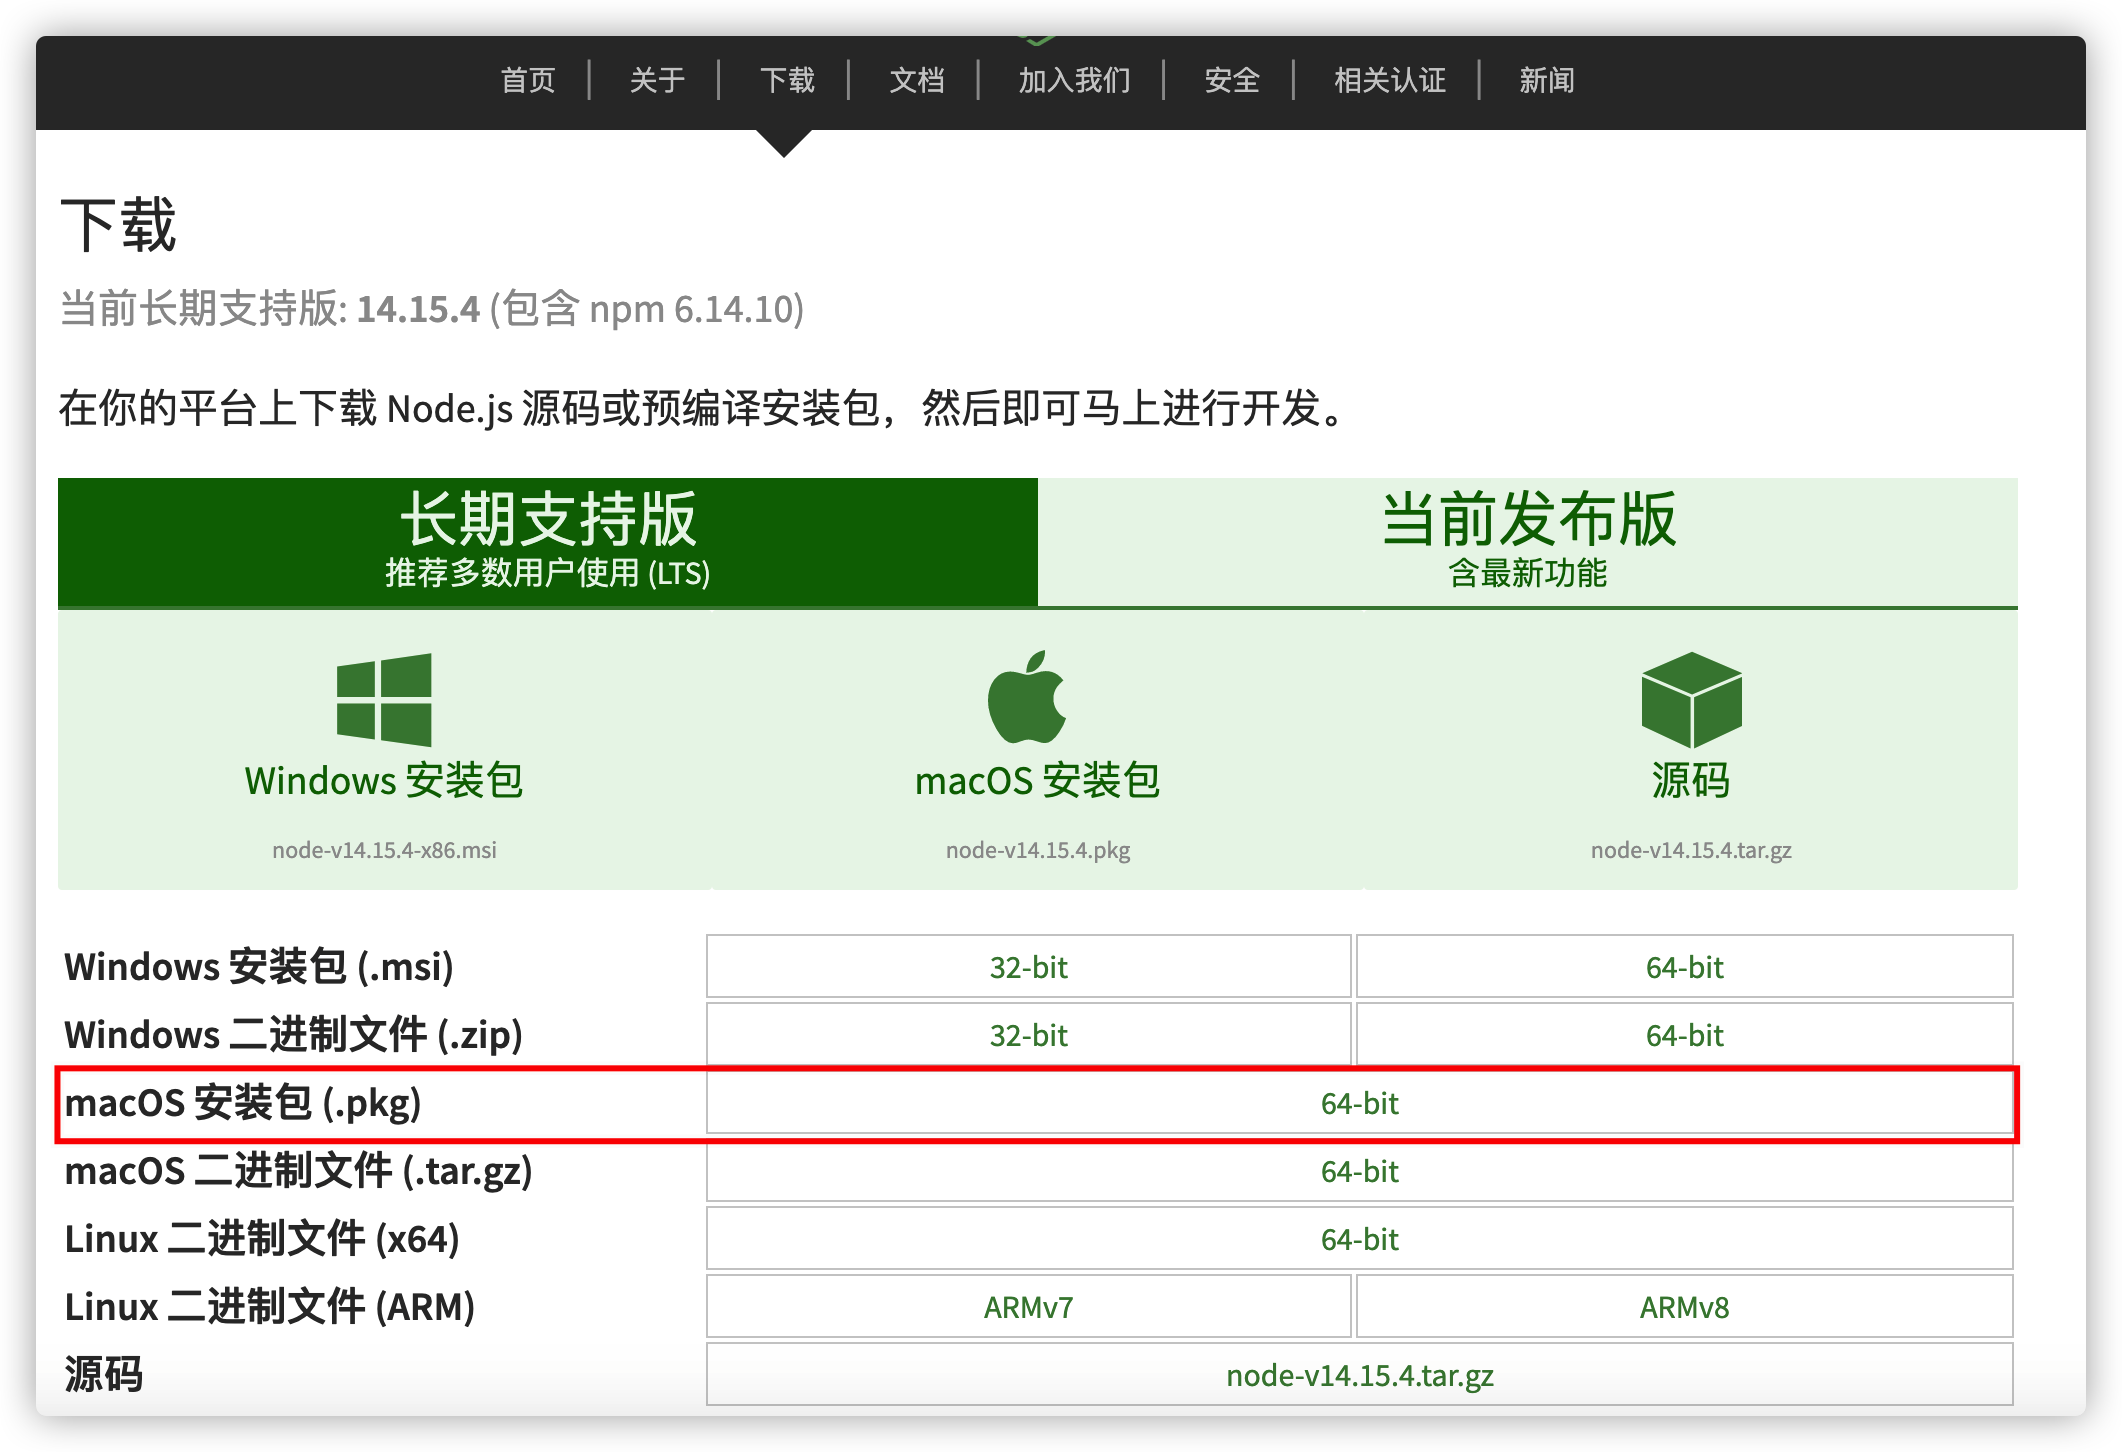 首页 关于 下载 文档 加入我们 安全 相关认证 新闻
下载
当前长期支持版: 14.15.4 (包含 npm 6.14.10)
在你的平台上下载 Node.js 源码或预编译安装包，然后即可马上进行开发。
长期支持版
推荐多数用户使用 (LTS)
当前发布版
含最新功能
Windows 安装包
node-v14.15.4-x86.msi
macOS 安装包
node-v14.15.4.pkg
源码
node-v14.15.4.tar.gz
Windows 安装包 (.msi) 32-bit 64-bit
Windows 二进制文件 (.zip) 32-bit 64-bit
macOS 安装包 (.pkg) 64-bit
macOS 二进制文件 (.tar.gz) 64-bit
Linux 二进制文件 (x64) 64-bit
Linux 二进制文件 (ARM) ARMv7 ARMv8
源码 node-v14.15.4.tar.gz